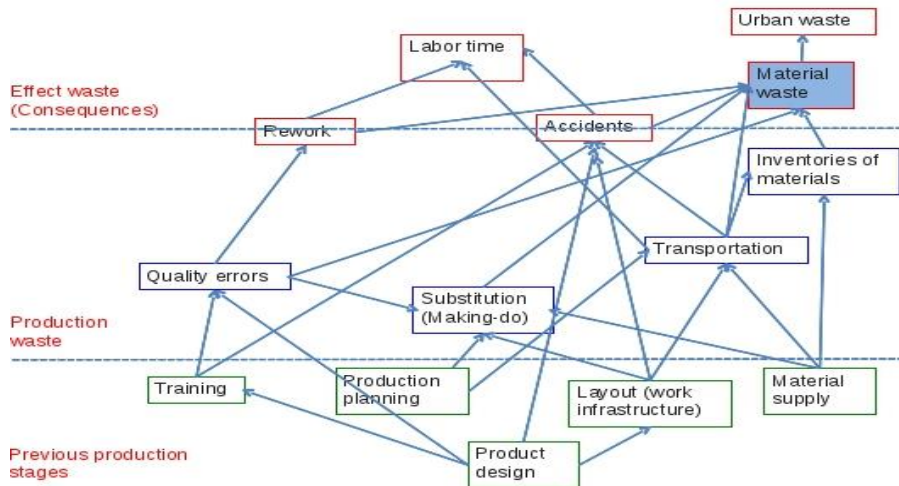 Urban waste
Labor time
Material
waste
Effect waste
(Consequences)
Rework
Accidents
Inventories of
materials
Transportation
Quality errors
Substitution
(Making-do)
Production
waste
Training
Production
planning
Layout (work
infrastructure)
Material
supply
Previous production
stages
Product
design